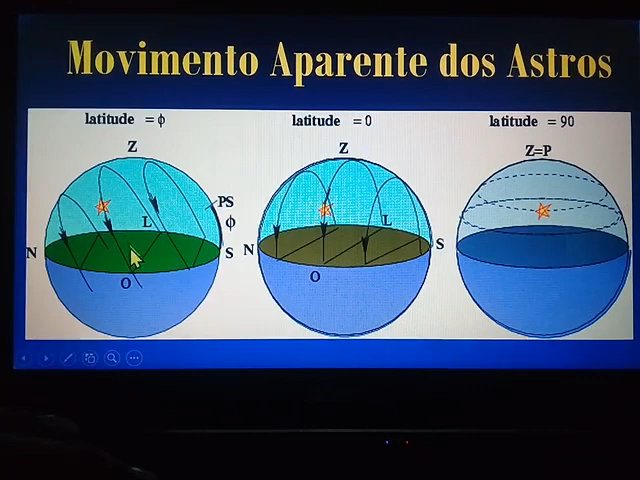 Movimento Aparente dos Astros
latitude = ϕ
latitude = 0
latitude = 90
Z
Z
Z=P
PS
L
ϕ
N
S
O
L
N
S
O